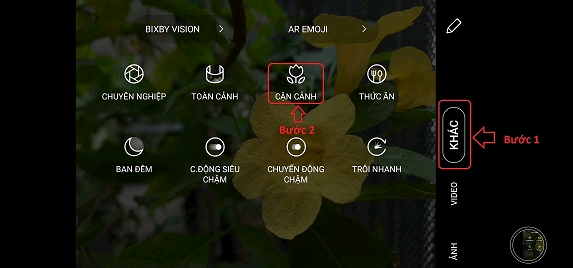 BIXBY VISION
AR EMOJI
CHUYÊN NGHIỆP
TOÀN CẢNH
CẬN CẢNH
THỨC ĂN
Bước 2
BAN ĐÊM
C.ĐỘNG SIÊU
CHẬM
CHUYỂN ĐỘNG
CHẬM
TRÔI NHANH
KHÁC
Bước 1
VIDEO
ẢNH